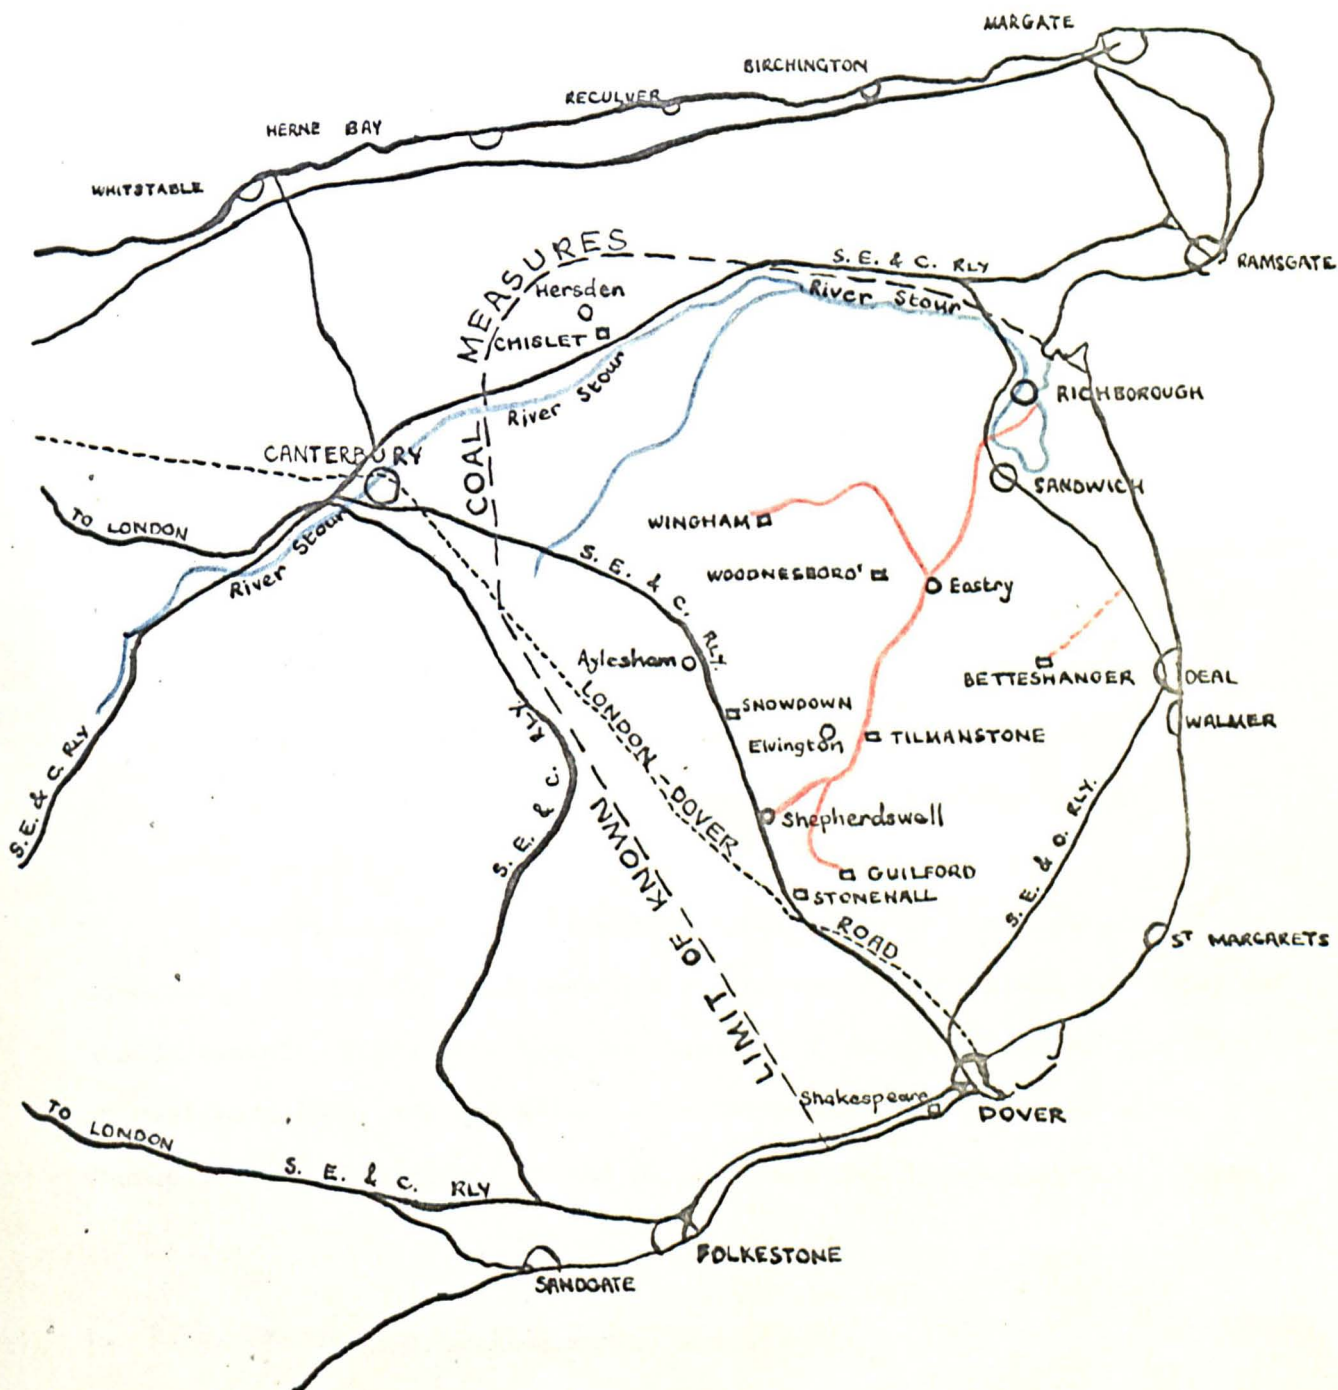 MARGATE
BIRCHINGTON
RECULVER
HERNE BAY
WHITSTABLE
RAMSGATE
S. E. & C. RLY
COAL MEASURES
Hersden
River Stour
CHISLET
River Stour
RICHBOROUGH
CANTERBURY
SANDWICH
TO LONDON
River Stour
WINGHAM
S. E. & C. RLY.
WOODNESBORO'
Eastry
Aylesham
BETTESHANGER
DEAL
SNOWDOWN
WALMER
Elvington
TILMANSTONE
LONDON - DOVER ROAD
S. E. & C. RLY
S. E. & C. RLY.
Shepherdswell
GUILFORD
STONEHALL
S. E. & C. RLY.
ST MARGARETS
LIMIT OF KNOWN
Shakespeare
DOVER
TO LONDON
S. E. & C. RLY
FOLKESTONE
SANDGATE